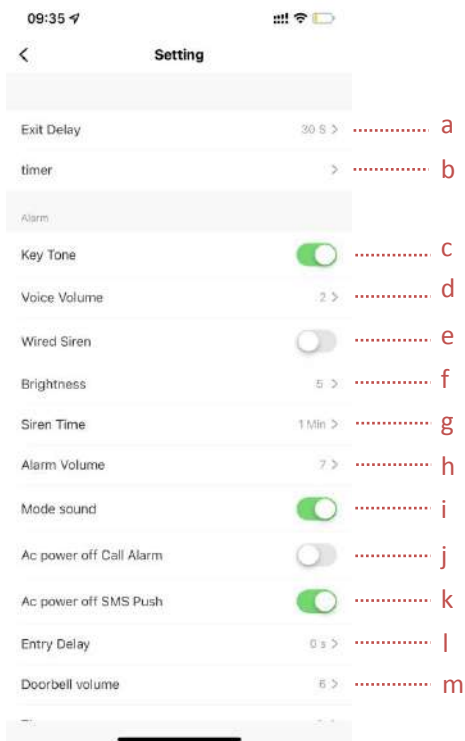 09:35
Setting
Exit Delay 30 S a
timer b
Alarm
Key Tone c
Voice Volume 2 d
Wired Siren e
Brightness 5 f
Siren Time 1 Min g
Alarm Volume 7 h
Mode sound i
Ac power off Call Alarm j
Ac power off SMS Push k
Entry Delay 0 s l
Doorbell volume 6 m